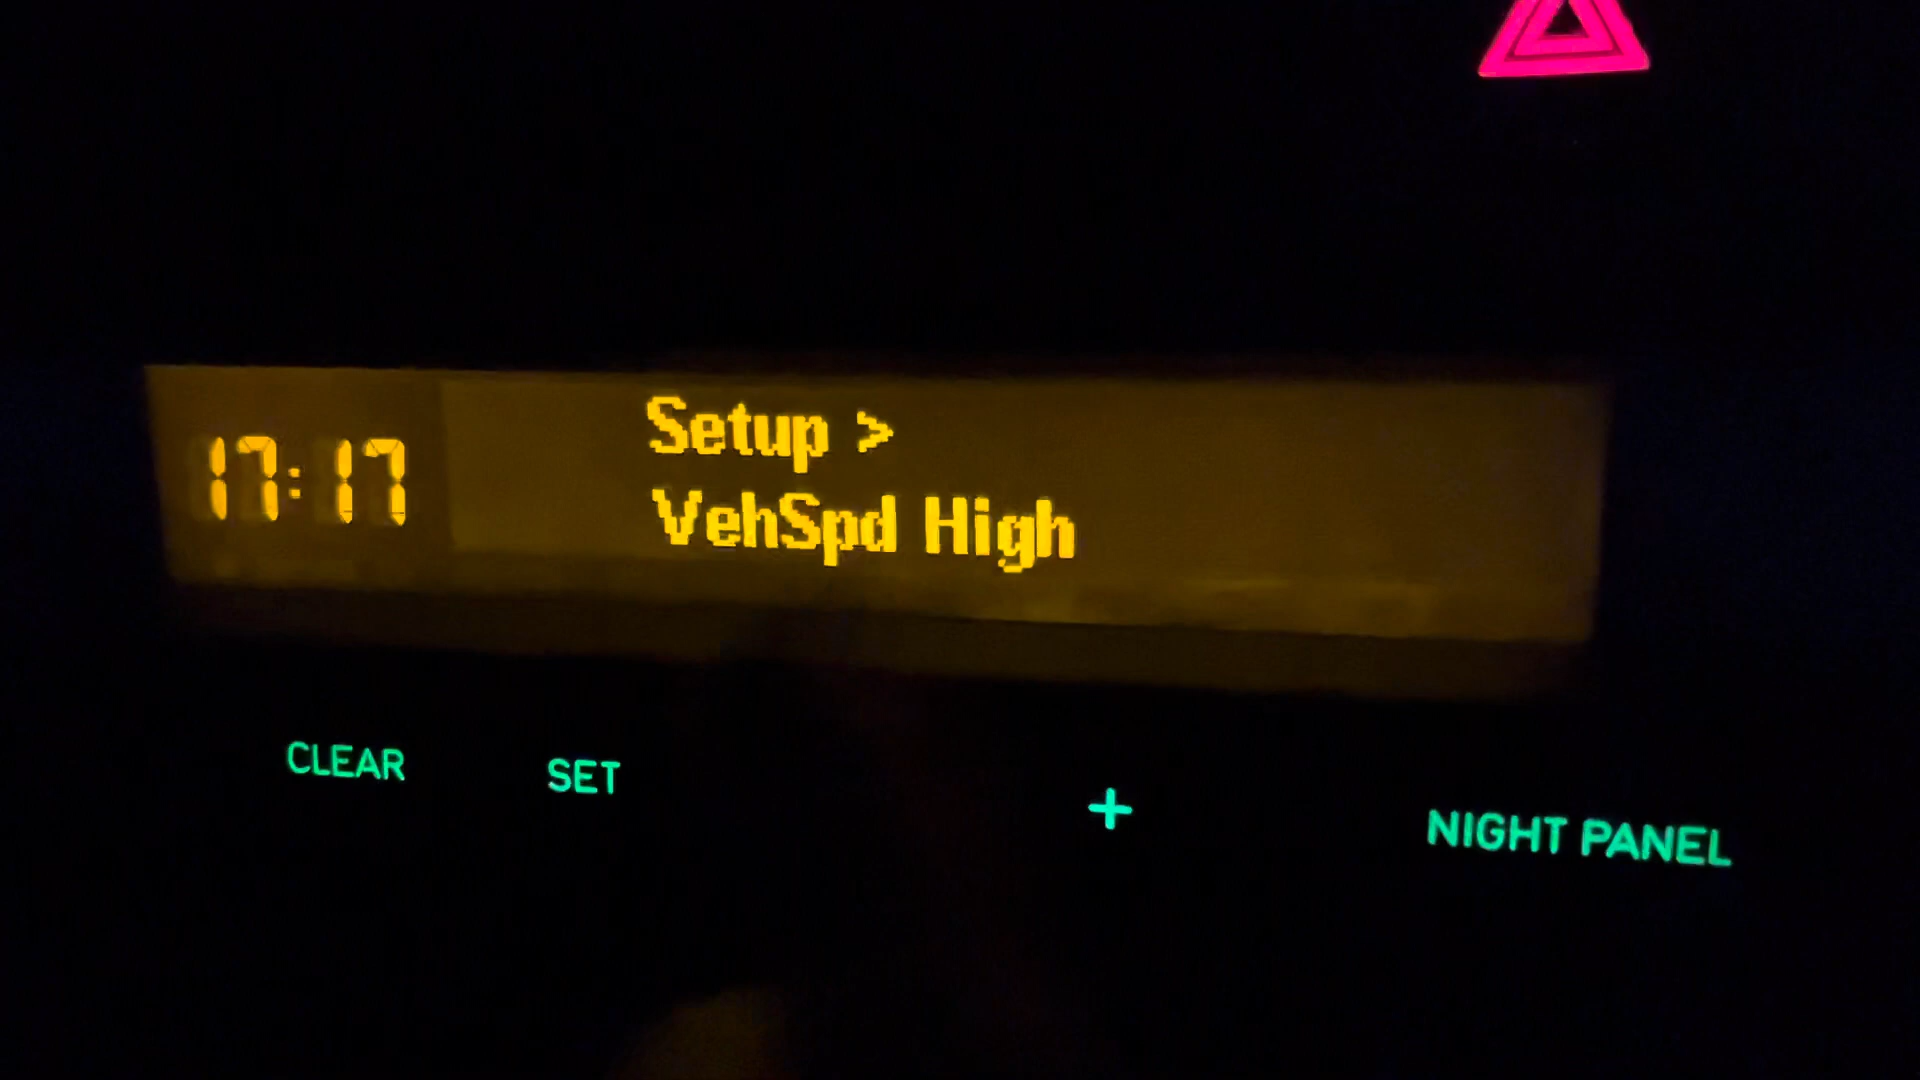 17:17
Setup >
VehSpd High
CLEAR
SET
+
NIGHT PANEL